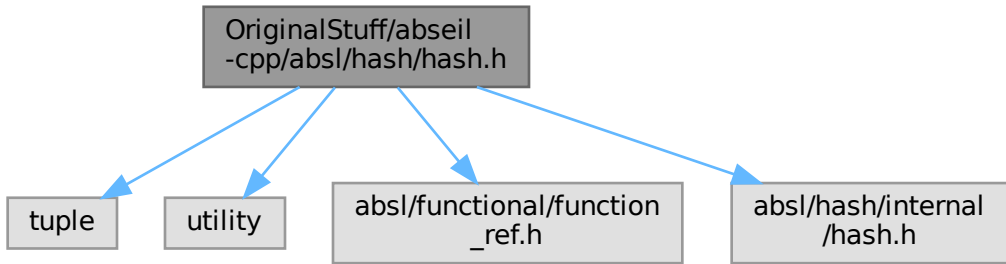 OriginalStuff/abseil
-cpp/absl/hash/hash.h
tuple
utility
absl/functional/function
_ref.h
absl/hash/internal
/hash.h